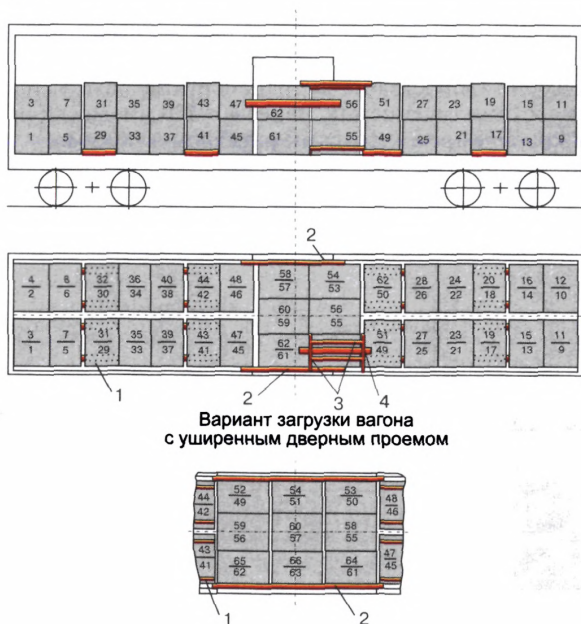 3 7 31 35 39 43 47 62 56 51 27 23 19 15 11
1 5 29 33 37 41 45 61 55 49 25 21 17 13 9
2
4 8 32 36 40 44 48 58 54 62 28 24 20 16 12
2 6 30 34 38 42 46 57 53 50 26 22 18 14 10
60 56
59 55
3 7 31 35 39 43 47 62 51 27 23 19 15 11
1 5 29 33 37 41 45 61 49 25 21 17 13 9
1 2 3 4
Вариант загрузки вагона
с уширенным дверным проемом
44 52 54 53 48
42 49 51 50 46
59 60 58
56 57 55
43 65 66 64 47
41 62 63 61 45
1 2